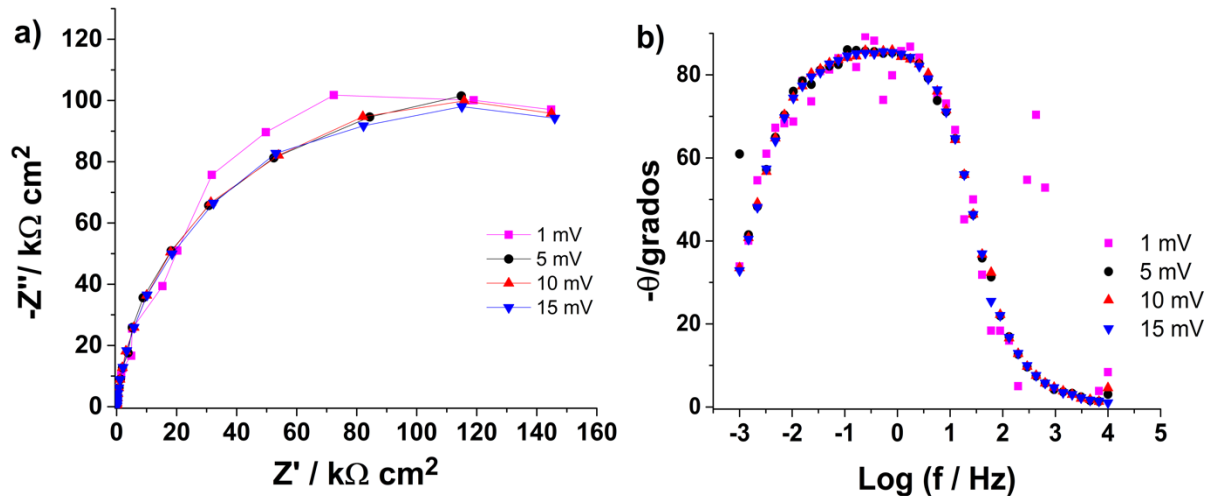 a)
120
100
80
60
40
20
0
-Z''/ kΩ cm²
0 20 40 60 80 100 120 140 160
Z' / kΩ cm²
1 mV
5 mV
10 mV
15 mV
b)
80
60
40
20
0
-θ/grados
-3 -2 -1 0 1 2 3 4 5
Log (f / Hz)
1 mV
5 mV
10 mV
15 mV